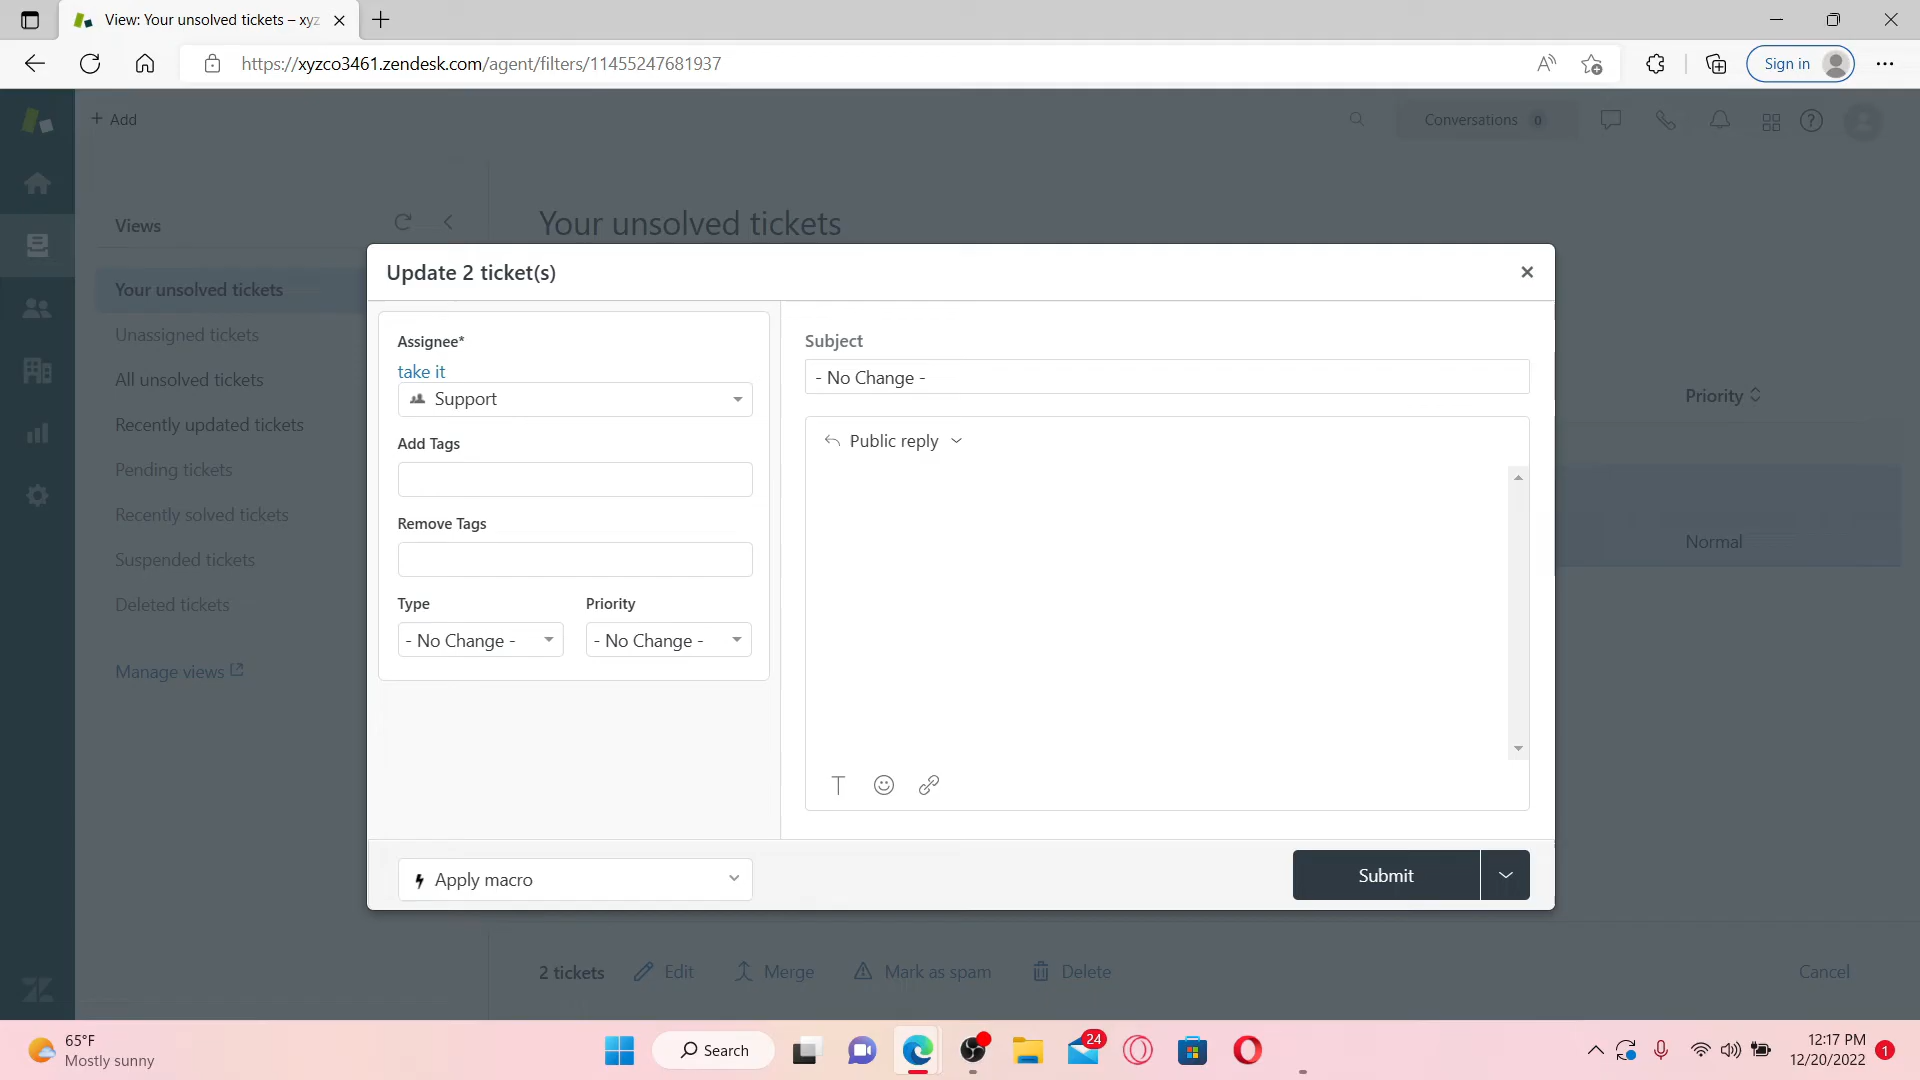 View: Your unsolved tickets – xyz
https://xyzco3461.zendesk.com/agent/filters/11455247681937
Sign in
+ Add
Conversations 0
Views
Your unsolved tickets
Your unsolved tickets
Unassigned tickets
All unsolved tickets
Recently updated tickets
Pending tickets
Recently solved tickets
Suspended tickets
Deleted tickets
Manage views
Priority
Normal
Update 2 ticket(s)
Assignee*
take it
Support
Add Tags
Remove Tags
Type
Priority
- No Change -
- No Change -
Subject
- No Change -
Public reply
Apply macro
Submit
2 tickets
Edit
Merge
Mark as spam
Delete
Cancel
65°F
Mostly sunny
Search
24
12:17 PM
12/20/2022
1